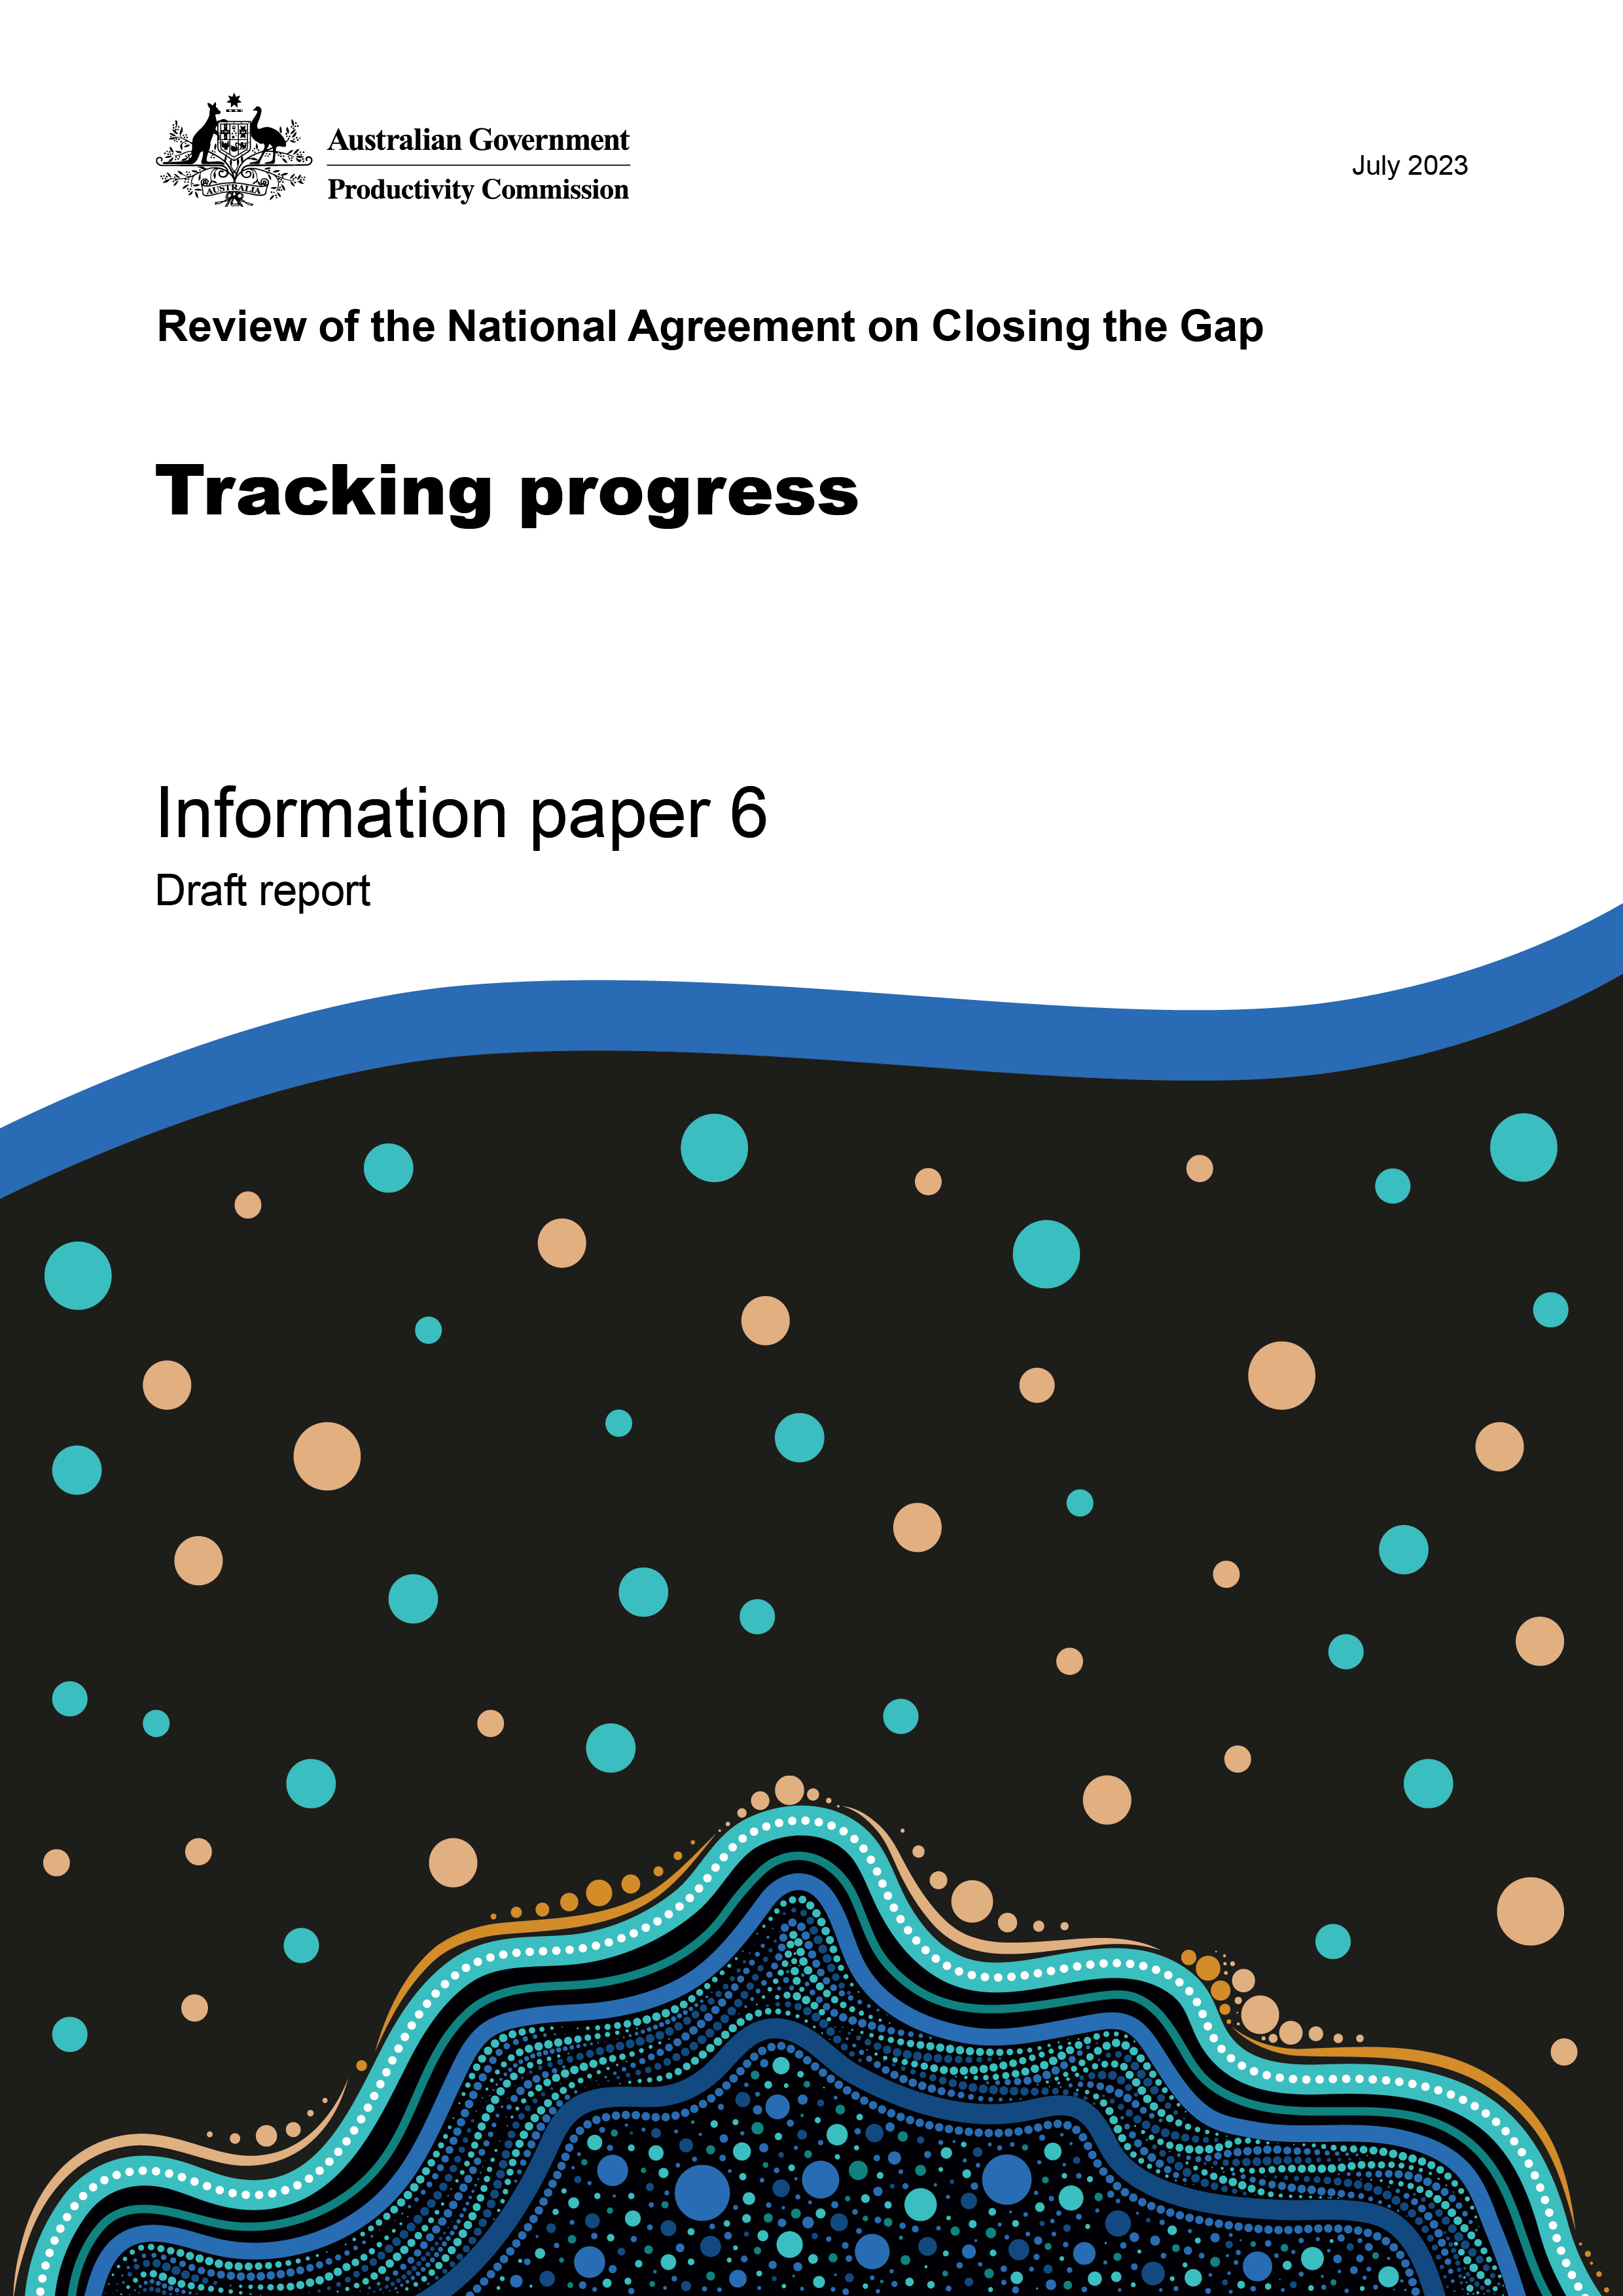 Australian Government
Productivity Commission
AUSTRALIA
July 2023
Review of the National Agreement on Closing the Gap
Tracking progress
Information paper 6
Draft report